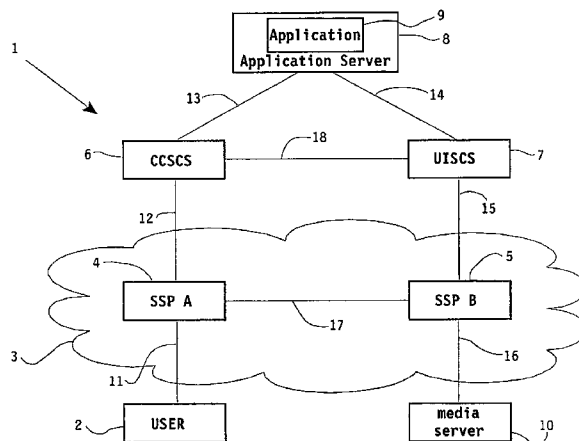 1
9
Application
8
Application Server
13
14
6
CCSCS
18
UISCS
7
12
15
4
5
SSP A
SSP B
17
3
11
16
2
USER
media
server
10